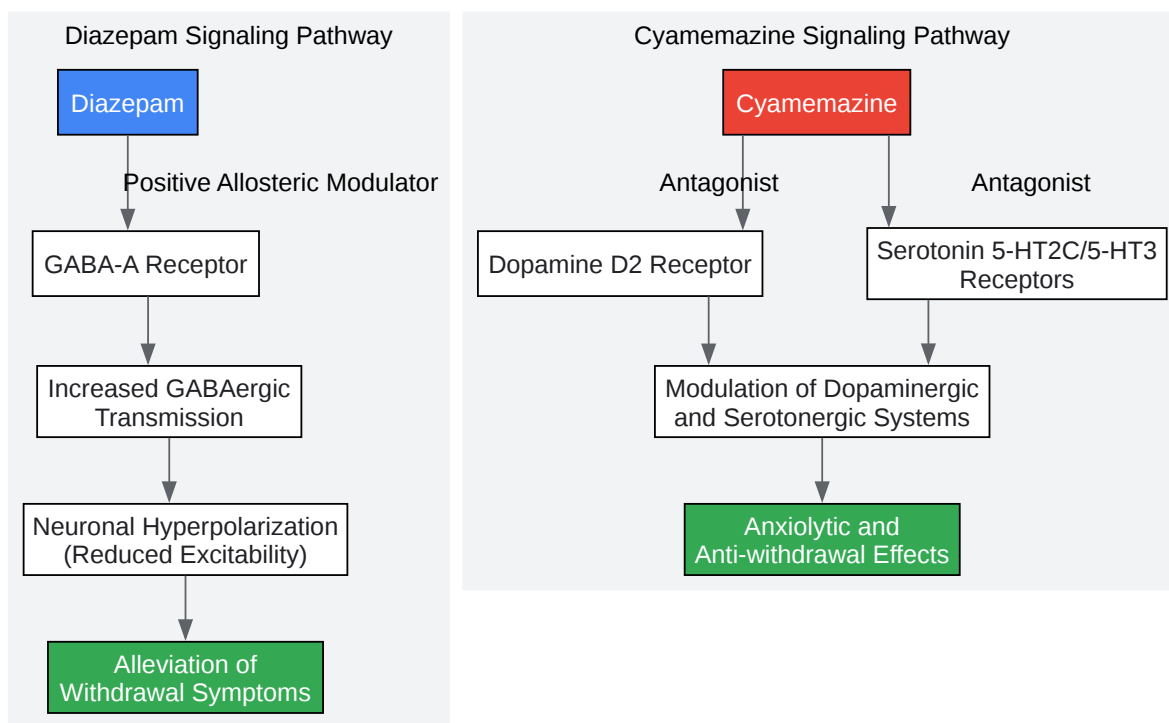 Diazepam Signaling Pathway
Diazepam
Positive Allosteric Modulator
GABA-A Receptor
Increased GABAergic
Transmission
Neuronal Hyperpolarization
(Reduced Excitability)
Alleviation of
Withdrawal Symptoms
Cyamemazine Signaling Pathway
Cyamemazine
Antagonist
Antagonist
Dopamine D2 Receptor
Serotonin 5-HT2C/5-HT3
Receptors
Modulation of Dopaminergic
and Serotonergic Systems
Anxiolytic and
Anti-withdrawal Effects